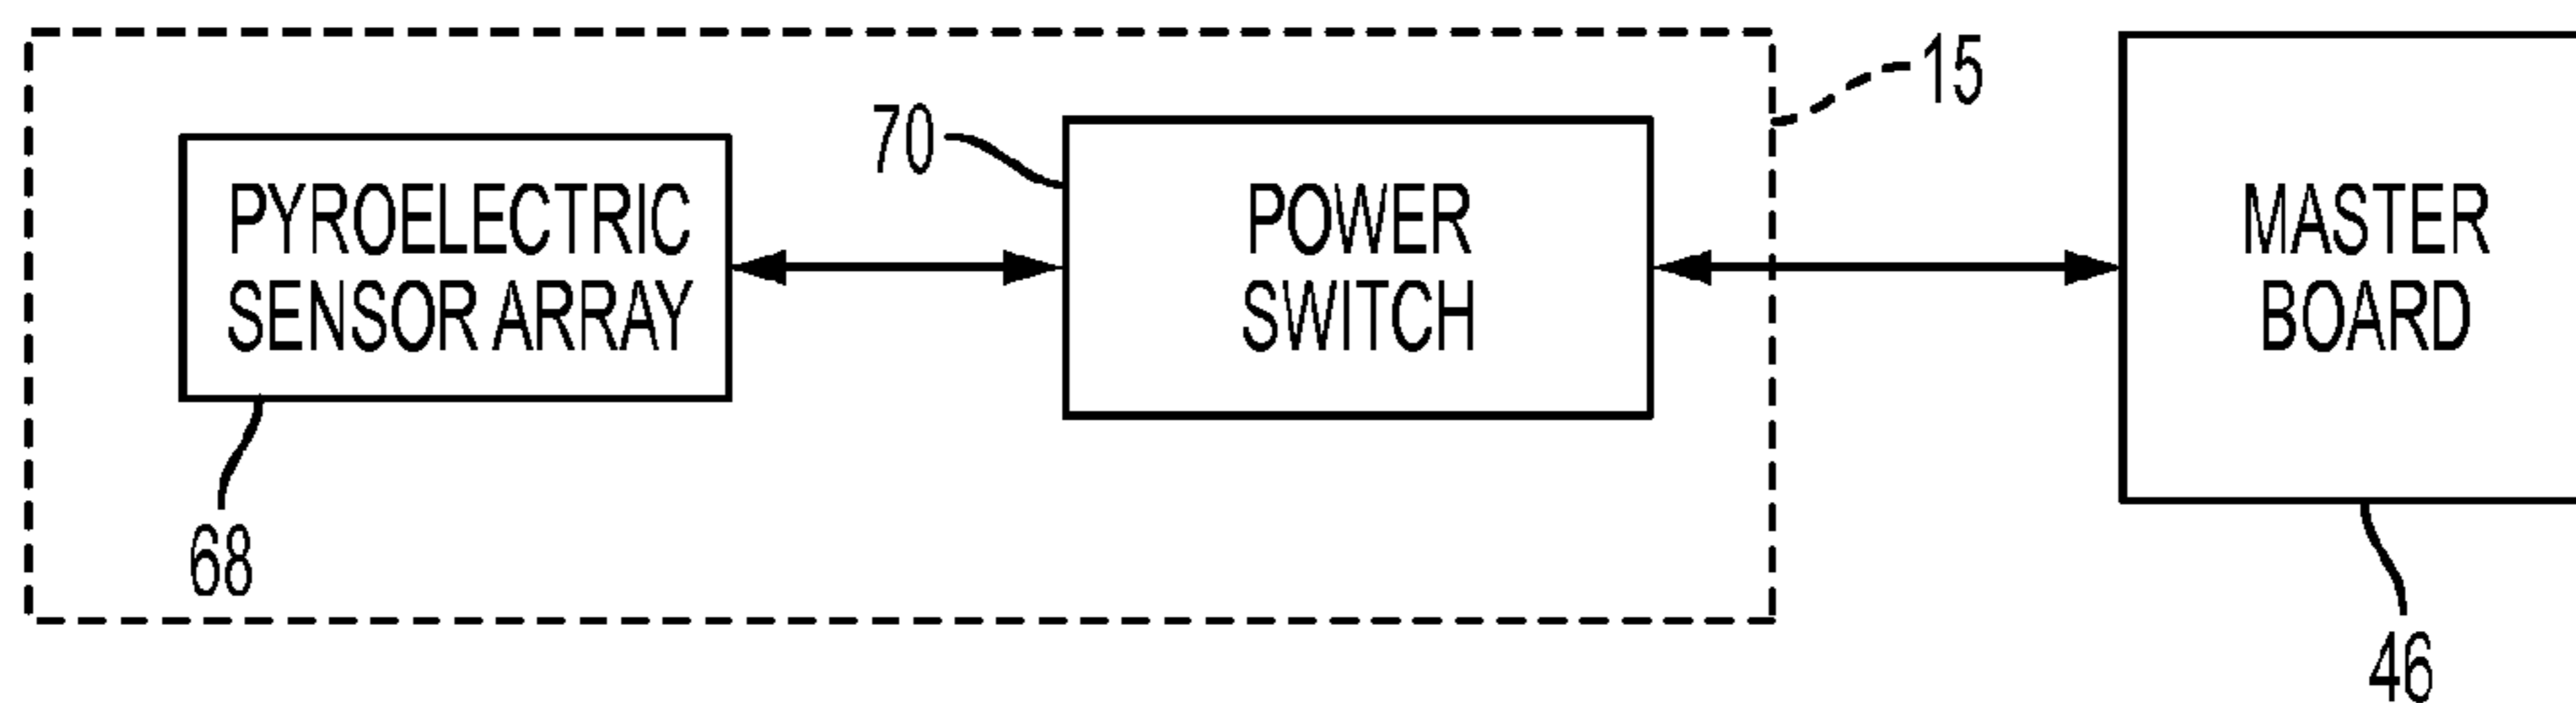 15
70
PYROELECTRIC
SENSOR ARRAY
POWER
SWITCH
MASTER
BOARD
68
46